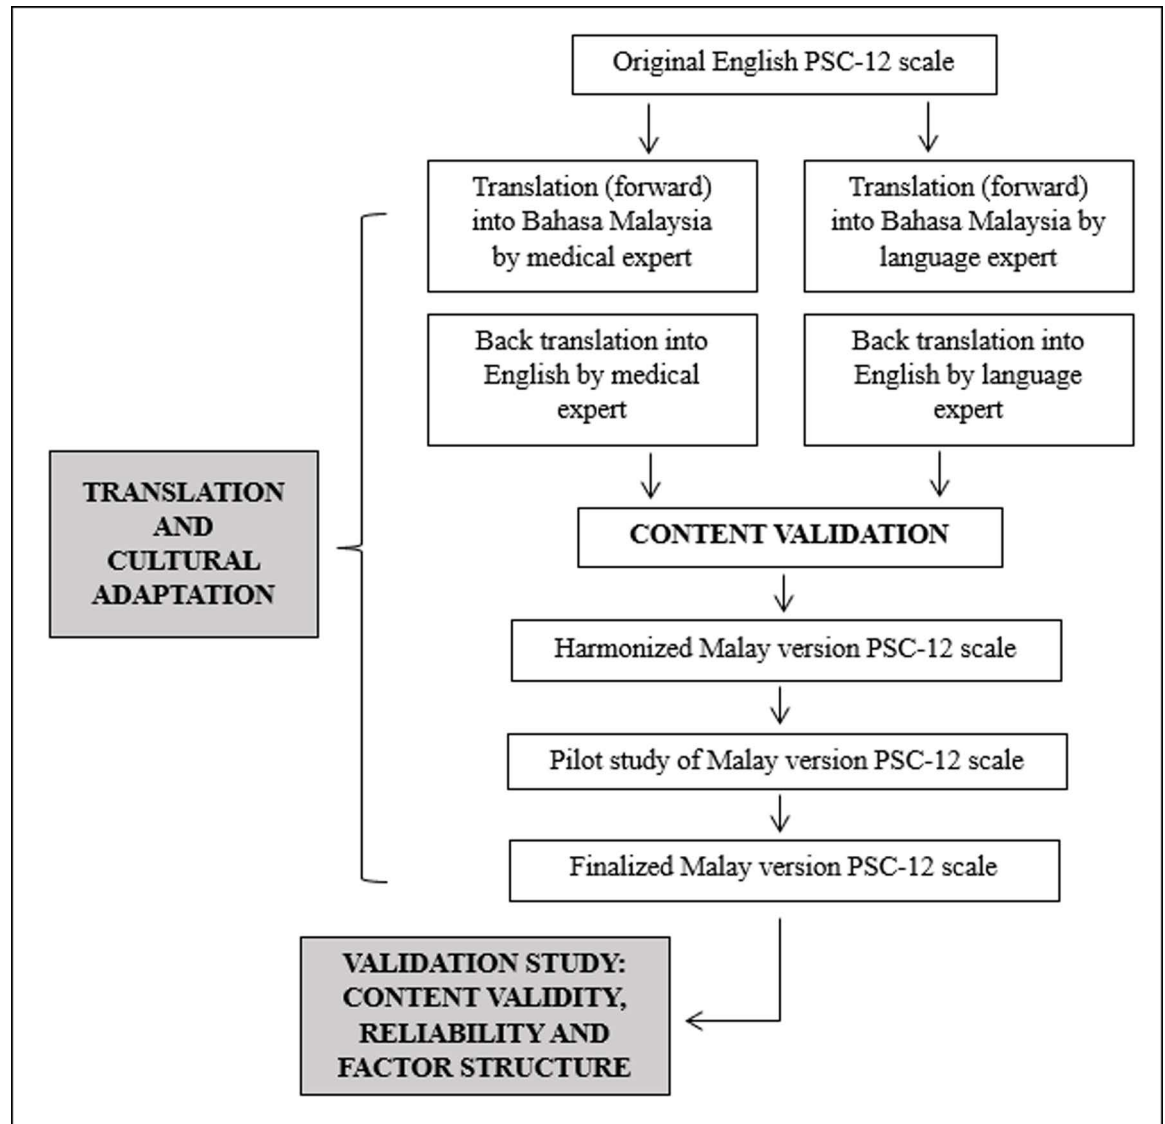 Original English PSC-12 scale
Translation (forward)
into Bahasa Malaysia
by medical expert
Translation (forward)
into Bahasa Malaysia by
language expert
Back translation into
English by medical
expert
Back translation into
English by language
expert
TRANSLATION
AND
CULTURAL
ADAPTATION
CONTENT VALIDATION
Harmonized Malay version PSC-12 scale
Pilot study of Malay version PSC-12 scale
Finalized Malay version PSC-12 scale
VALIDATION STUDY:
CONTENT VALIDITY,
RELIABILITY AND
FACTOR STRUCTURE